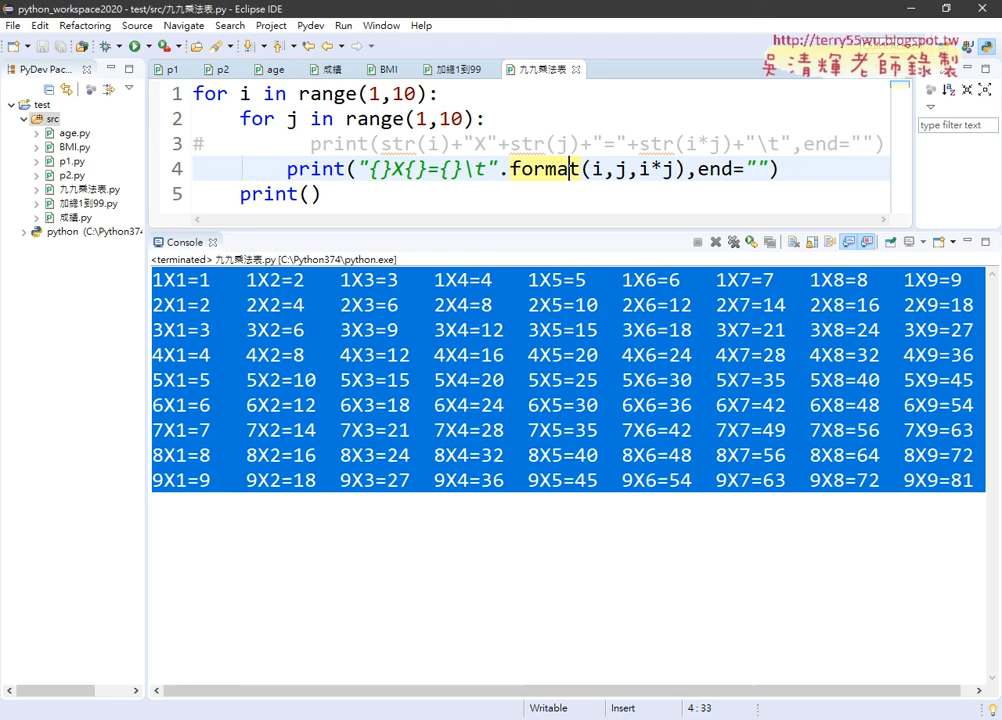 python_workspace2020 - test/src/九九乘法表.py - Eclipse IDE
File Edit Source Refactoring Navigate Search Project Pydev Run Window Help
http://terry55wu.blogspot.tw
吳清輝老師錄製
PyDev Pac...
p1 p2 age 成績 BMI 加總1到99 九九乘法表
test
src
age.py
BMI.py
p1.py
p2.py
九九乘法表.py
加總1到99.py
成績.py
python (C:\Python374
1 for i in range(1,10):
2 for j in range(1,10):
3 # print(str(i)+"X"+str(j)+"="+str(i*j)+"\t",end="")
4 print("{}X{}={}\t".format(i,j,i*j),end="")
5 print()
type filter text
Console
<terminated> 九九乘法表.py [C:\Python374\python.exe]
1X1=1 1X2=2 1X3=3 1X4=4 1X5=5 1X6=6 1X7=7 1X8=8 1X9=9
2X1=2 2X2=4 2X3=6 2X4=8 2X5=10 2X6=12 2X7=14 2X8=16 2X9=18
3X1=3 3X2=6 3X3=9 3X4=12 3X5=15 3X6=18 3X7=21 3X8=24 3X9=27
4X1=4 4X2=8 4X3=12 4X4=16 4X5=20 4X6=24 4X7=28 4X8=32 4X9=36
5X1=5 5X2=10 5X3=15 5X4=20 5X5=25 5X6=30 5X7=35 5X8=40 5X9=45
6X1=6 6X2=12 6X3=18 6X4=24 6X5=30 6X6=36 6X7=42 6X8=48 6X9=54
7X1=7 7X2=14 7X3=21 7X4=28 7X5=35 7X6=42 7X7=49 7X8=56 7X9=63
8X1=8 8X2=16 8X3=24 8X4=32 8X5=40 8X6=48 8X7=56 8X8=64 8X9=72
9X1=9 9X2=18 9X3=27 9X4=36 9X5=45 9X6=54 9X7=63 9X8=72 9X9=81
Writable Insert 4 : 33